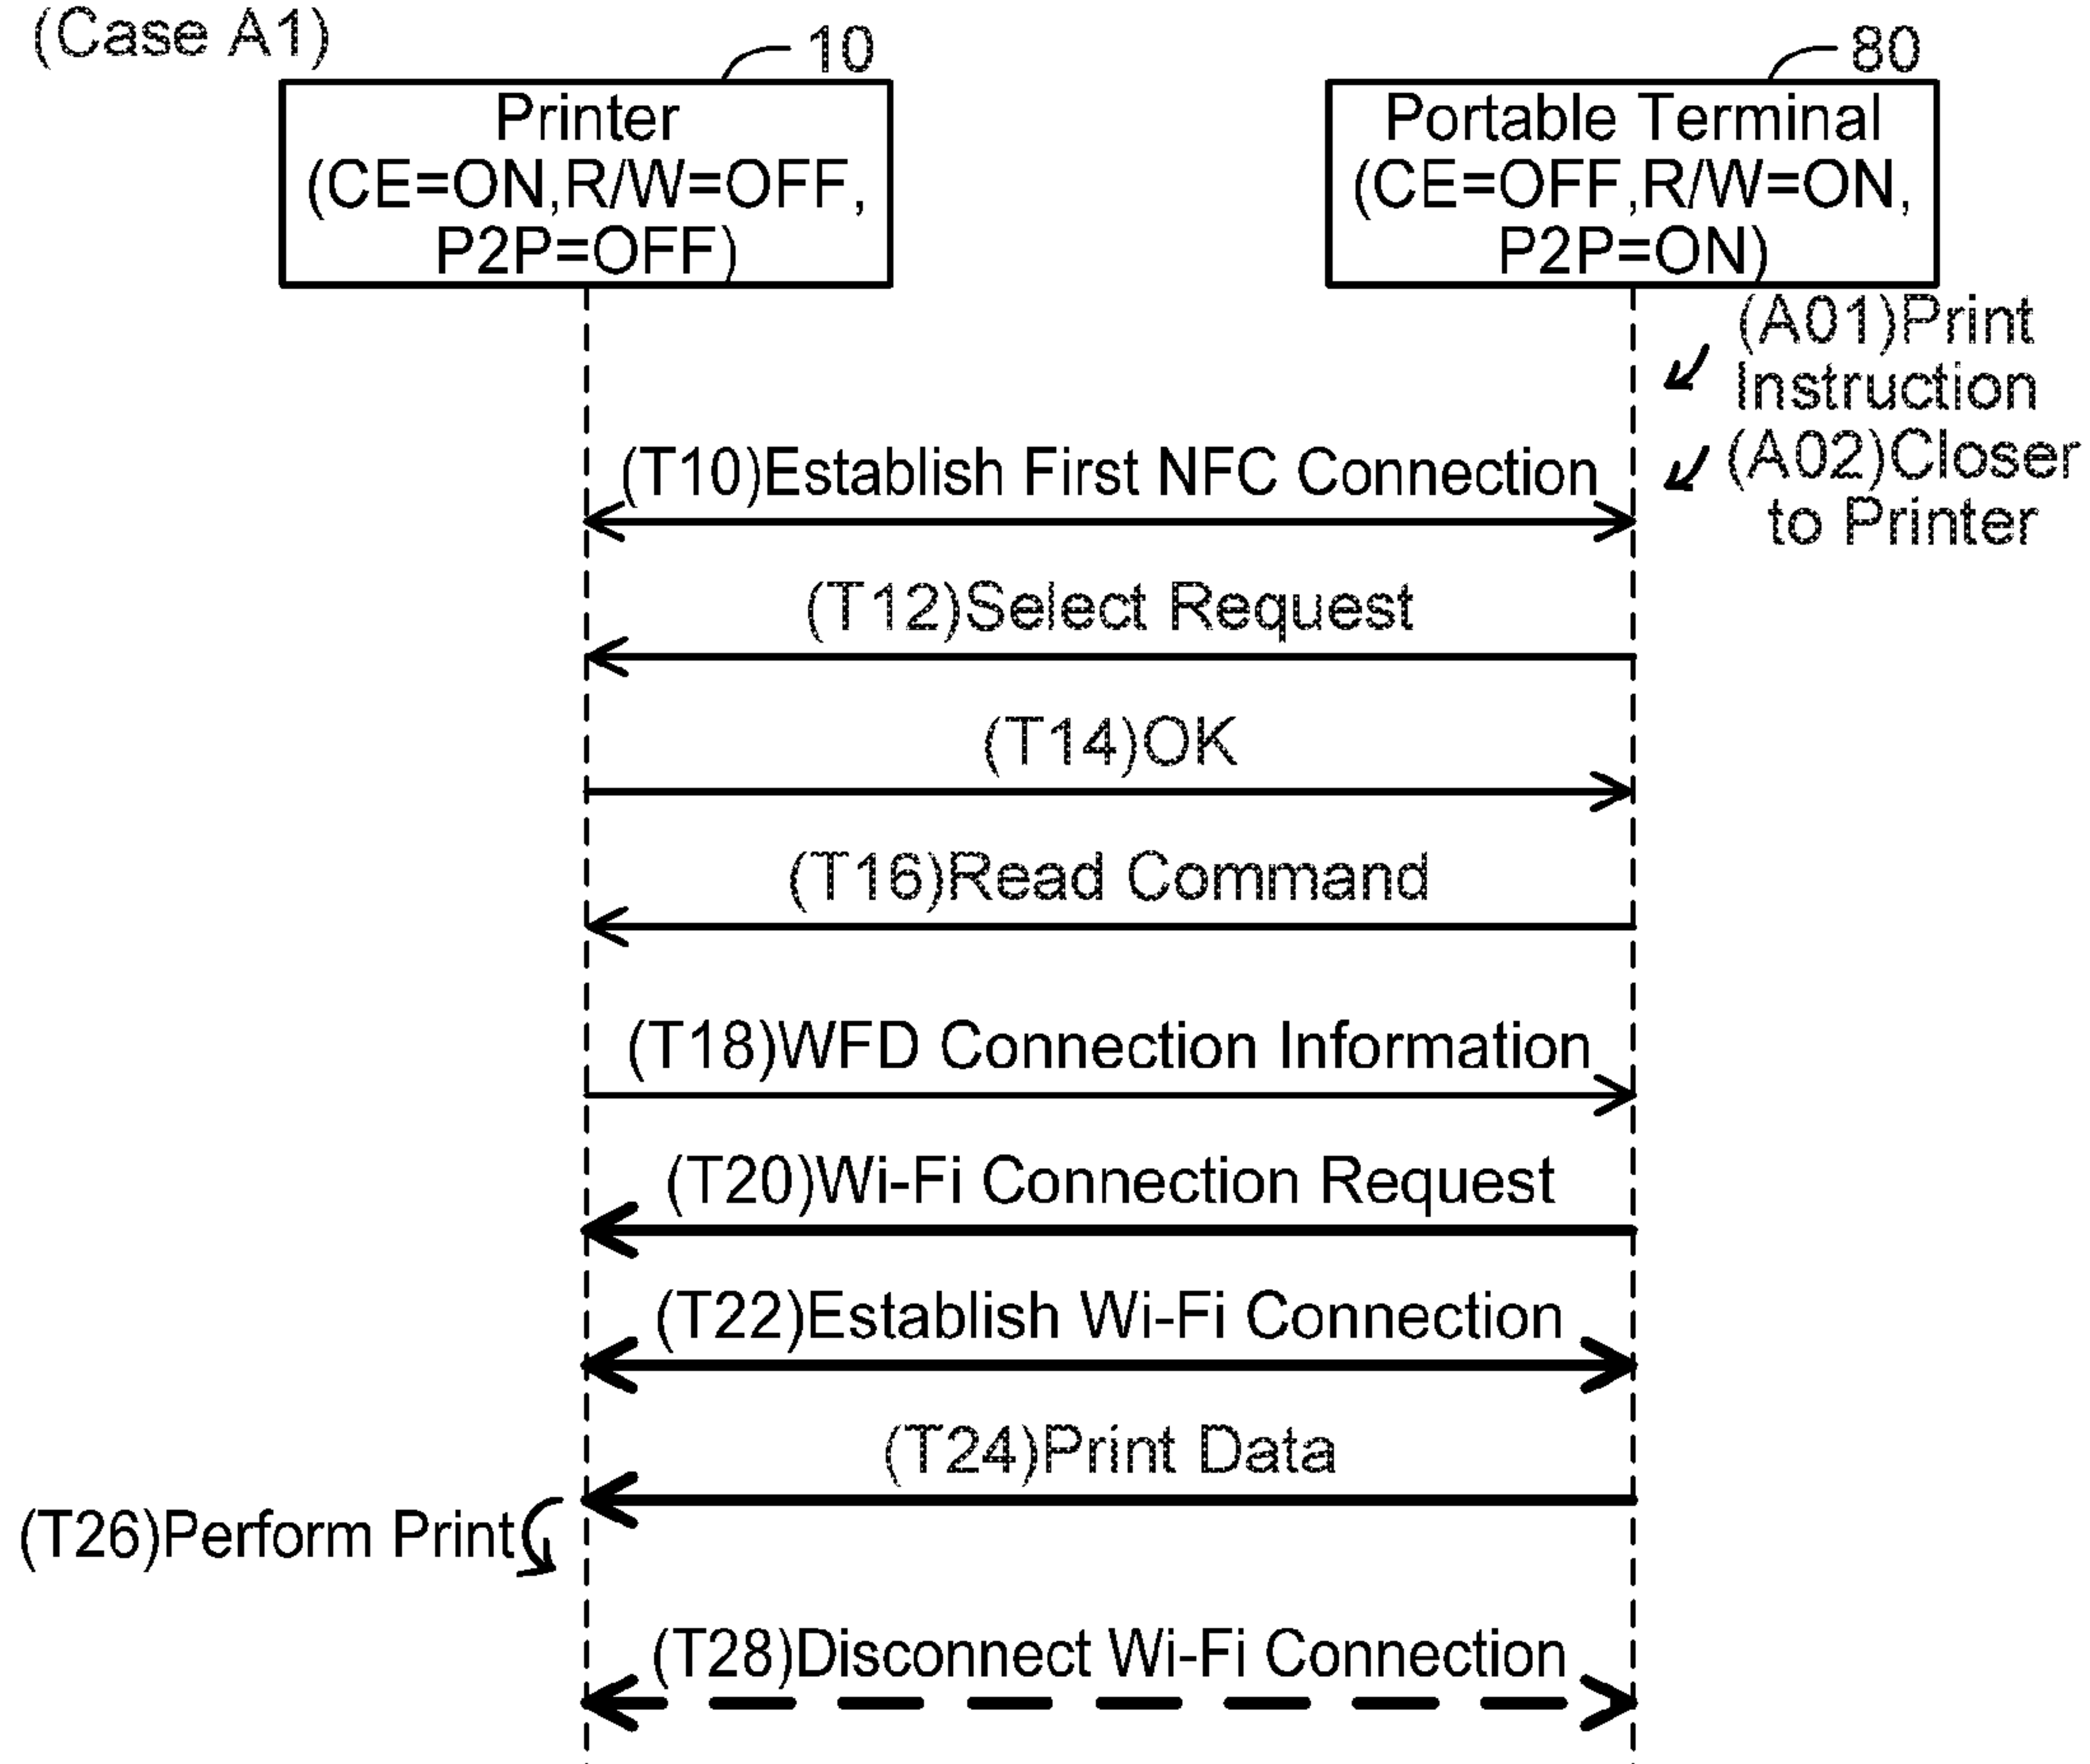 (Case A1)
10
80
Printer
(CE=ON,R/W=OFF,
P2P=OFF)
Portable Terminal
(CE=OFF,R/W=ON,
P2P=ON)
(A01)Print
Instruction
(A02)Closer
to Printer
(T10)Establish First NFC Connection
(T12)Select Request
(T14)OK
(T16)Read Command
(T18)WFD Connection Information
(T20)Wi-Fi Connection Request
(T22)Establish Wi-Fi Connection
(T24)Print Data
(T26)Perform Print
(T28)Disconnect Wi-Fi Connection